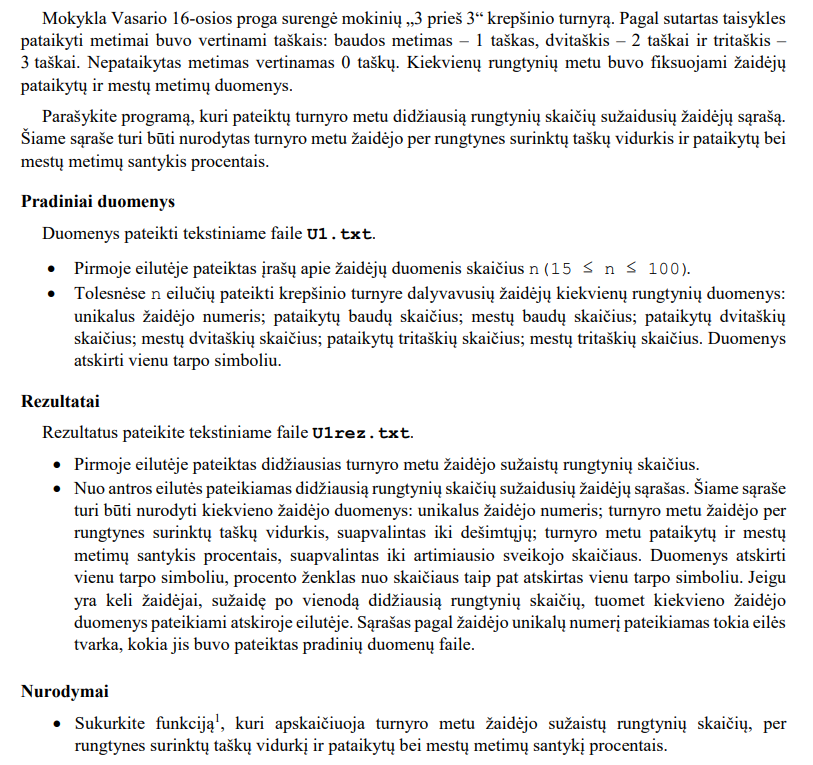 Mokykla Vasario 16-osios proga surengė mokinių „3 prieš 3“ krepšinio turnyrą. Pagal sutartas taisykles
pataikyti metimai buvo vertinami taškais: baudos metimas – 1 taškas, dvitaškis – 2 taškai ir tritaškis –
3 taškai. Nepataikytas metimas vertinamas 0 taškų. Kiekvienų rungtynių metu buvo fiksuojami žaidėjų
pataikytų ir mestų metimų duomenys.
Parašykite programą, kuri pateiktų turnyro metu didžiausią rungtynių skaičių sužaidusių žaidėjų sąrašą.
Šiame sąraše turi būti nurodytas turnyro metu žaidėjo per rungtynes surinktų taškų vidurkis ir pataikytų bei
mestų metimų santykis procentais.
Pradiniai duomenys
Duomenys pateikti tekstiniame faile U1.txt.
• Pirmoje eilutėje pateiktas įrašų apie žaidėjų duomenis skaičius n (15 ≤ n ≤ 100).
• Tolesnėse n eilučių pateikti krepšinio turnyre dalyvavusių žaidėjų kiekvienų rungtynių duomenys:
unikalus žaidėjo numeris; pataikytų baudų skaičius; mestų baudų skaičius; pataikytų dvitaškių
skaičius; mestų dvitaškių skaičius; pataikytų tritaškių skaičius; mestų tritaškių skaičius. Duomenys
atskirti vienu tarpo simboliu.
Rezultatai
Rezultatus pateikite tekstiniame faile U1rez.txt.
• Pirmoje eilutėje pateiktas didžiausias turnyro metu žaidėjo sužaistų rungtynių skaičius.
• Nuo antros eilutės pateikiamas didžiausią rungtynių skaičių sužaidusių žaidėjų sąrašas. Šiame sąraše
turi būti nurodyti kiekvieno žaidėjo duomenys: unikalus žaidėjo numeris; turnyro metu žaidėjo per
rungtynes surinktų taškų vidurkis, suapvalintas iki dešimtųjų; turnyro metu pataikytų ir mestų
metimų santykis procentais, suapvalintas iki artimiausio sveikojo skaičiaus. Duomenys atskirti
vienu tarpo simboliu, procento ženklas nuo skaičiaus taip pat atskirtas vienu tarpo simboliu. Jeigu
yra keli žaidėjai, sužaidę po vienodą didžiausią rungtynių skaičių, tuomet kiekvieno žaidėjo
duomenys pateikiami atskiroje eilutėje. Sąrašas pagal žaidėjo unikalų numerį pateikiamas tokia eilės
tvarka, kokia jis buvo pateiktas pradinių duomenų faile.
Nurodymai
• Sukurkite funkciją¹, kuri apskaičiuoja turnyro metu žaidėjo sužaistų rungtynių skaičių, per
rungtynes surinktų taškų vidurkį ir pataikytų bei mestų metimų santykį procentais.